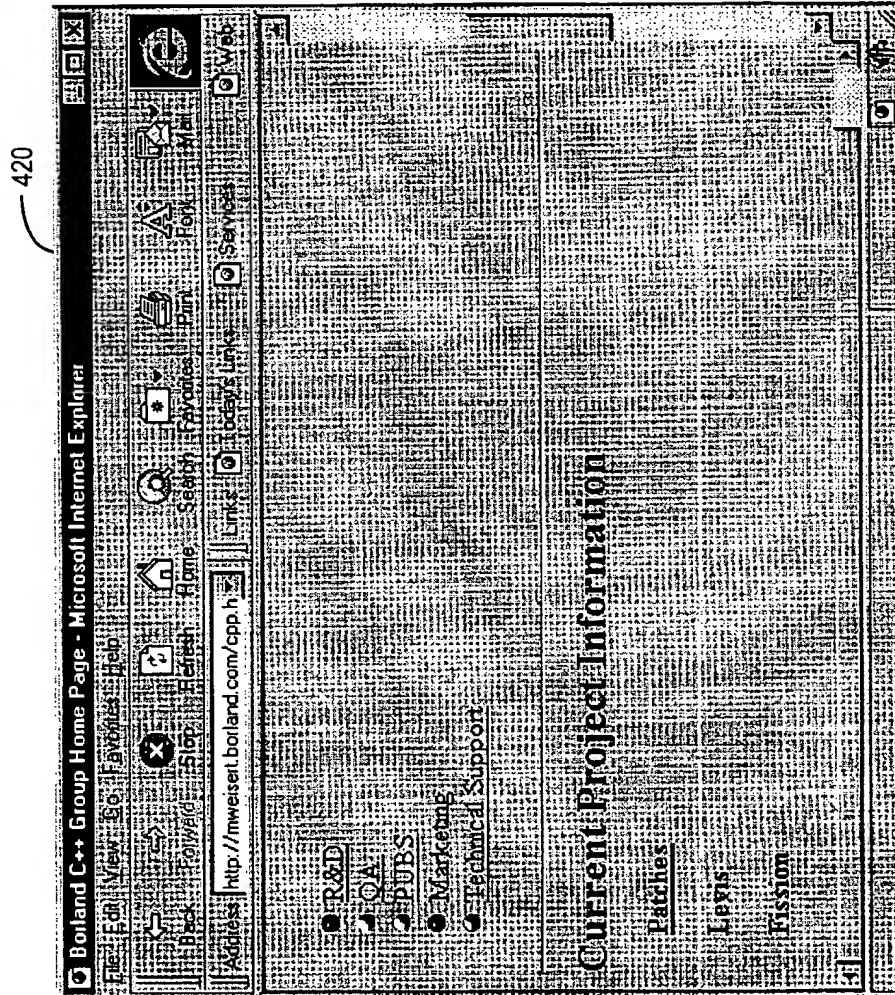 420
Borland C++ Group Home Page - Microsoft Internet Explorer
File Edit View Go Favorites Help
Back Forward Stop Refresh Home Search Favorites Print Font Mail
Address http://mweisert.borland.com/cpp.h Links Today's Links Services Web
R&D
QA
PUBS
Marketing
Technical Support
Current Project Information
Patches
Levis
Fission